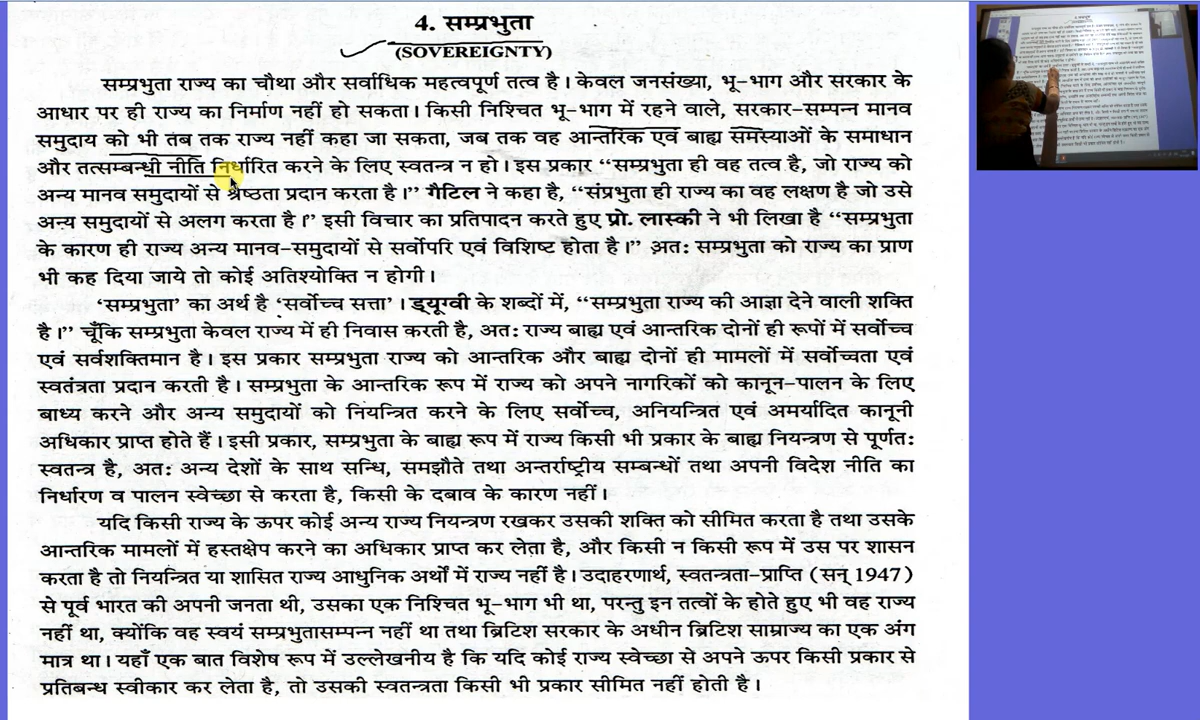 4. सम्प्रभुता
(SOVEREIGNTY)
सम्प्रभुता राज्य का चौथा और सर्वाधिक महत्वपूर्ण तत्व है। केवल जनसंख्या, भू-भाग और सरकार के
आधार पर ही राज्य का निर्माण नहीं हो सकता। किसी निश्चित भू-भाग में रहने वाले, सरकार-सम्पन्न मानव
समुदाय को भी तब तक राज्य नहीं कहा जा सकता, जब तक वह आन्तरिक एवं बाह्य समस्याओं के समाधान
और तत्सम्बन्धी नीति निर्धारित करने के लिए स्वतन्त्र न हो। इस प्रकार “सम्प्रभुता ही वह तत्व है, जो राज्य को
अन्य मानव समुदायों से श्रेष्ठता प्रदान करता है।” गैटिल ने कहा है, “संप्रभुता ही राज्य का वह लक्षण है जो उसे
अन्य समुदायों से अलग करता है।” इसी विचार का प्रतिपादन करते हुए प्रो. लास्की ने भी लिखा है “सम्प्रभुता
के कारण ही राज्य अन्य मानव-समुदायों से सर्वोपरि एवं विशिष्ट होता है।” अत: सम्प्रभुता को राज्य का प्राण
भी कह दिया जाये तो कोई अतिश्योक्ति न होगी।
‘सम्प्रभुता’ का अर्थ है ‘सर्वोच्च सत्ता’। ड्यूग्वी के शब्दों में, “सम्प्रभुता राज्य की आज्ञा देने वाली शक्ति
है।” चूँकि सम्प्रभुता केवल राज्य में ही निवास करती है, अत: राज्य बाह्य एवं आन्तरिक दोनों ही रूपों में सर्वोच्च
एवं सर्वशक्तिमान है। इस प्रकार सम्प्रभुता राज्य को आन्तरिक और बाह्य दोनों ही मामलों में सर्वोच्चता एवं
स्वतंत्रता प्रदान करती है। सम्प्रभुता के आन्तरिक रूप में राज्य को अपने नागरिकों को कानून-पालन के लिए
बाध्य करने और अन्य समुदायों को नियन्त्रित करने के लिए सर्वोच्च, अनियन्त्रित एवं अमर्यादित कानूनी
अधिकार प्राप्त होते हैं। इसी प्रकार, सम्प्रभुता के बाह्य रूप में राज्य किसी भी प्रकार के बाह्य नियन्त्रण से पूर्णत:
स्वतन्त्र है, अत: अन्य देशों के साथ सन्धि, समझौते तथा अन्तर्राष्ट्रीय सम्बन्धों तथा अपनी विदेश नीति का
निर्धारण व पालन स्वेच्छा से करता है, किसी के दबाव के कारण नहीं।
यदि किसी राज्य के ऊपर कोई अन्य राज्य नियन्त्रण रखकर उसकी शक्ति को सीमित करता है तथा उसके
आन्तरिक मामलों में हस्तक्षेप करने का अधिकार प्राप्त कर लेता है, और किसी न किसी रूप में उस पर शासन
करता है तो नियन्त्रित या शासित राज्य आधुनिक अर्थों में राज्य नहीं है। उदाहरणार्थ, स्वतन्त्रता-प्राप्ति (सन् 1947)
से पूर्व भारत की अपनी जनता थी, उसका एक निश्चित भू-भाग भी था, परन्तु इन तत्वों के होते हुए भी वह राज्य
नहीं था, क्योंकि वह स्वयं सम्प्रभुतासम्पन्न नहीं था तथा ब्रिटिश सरकार के अधीन ब्रिटिश साम्राज्य का एक अंग
मात्र था। यहाँ एक बात विशेष रूप में उल्लेखनीय है कि यदि कोई राज्य स्वेच्छा से अपने ऊपर किसी प्रकार से
प्रतिबन्ध स्वीकार कर लेता है, तो उसकी स्वतन्त्रता किसी भी प्रकार सीमित नहीं होती है।